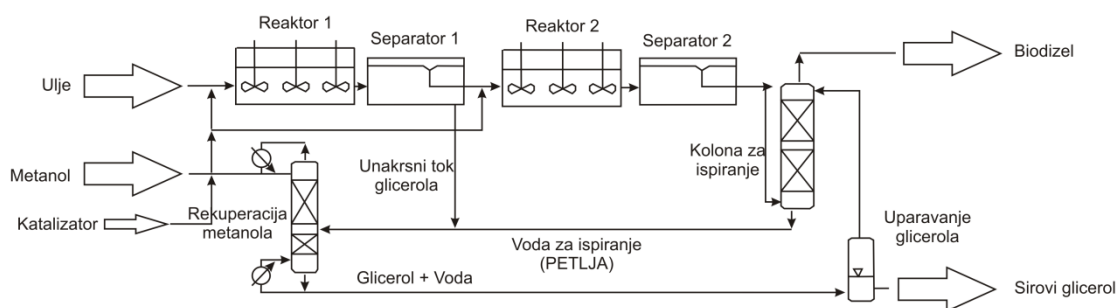 Reaktor 1
Separator 1
Reaktor 2
Separator 2
Biodizel
Ulje
Metanol
Katalizator
Rekuperacija
metanola
Unakrsni tok
glicerola
Kolona za
ispiranje
Uparavanje
glicerola
Voda za ispiranje
(PETLJA)
Glicerol + Voda
Sirovi glicerol